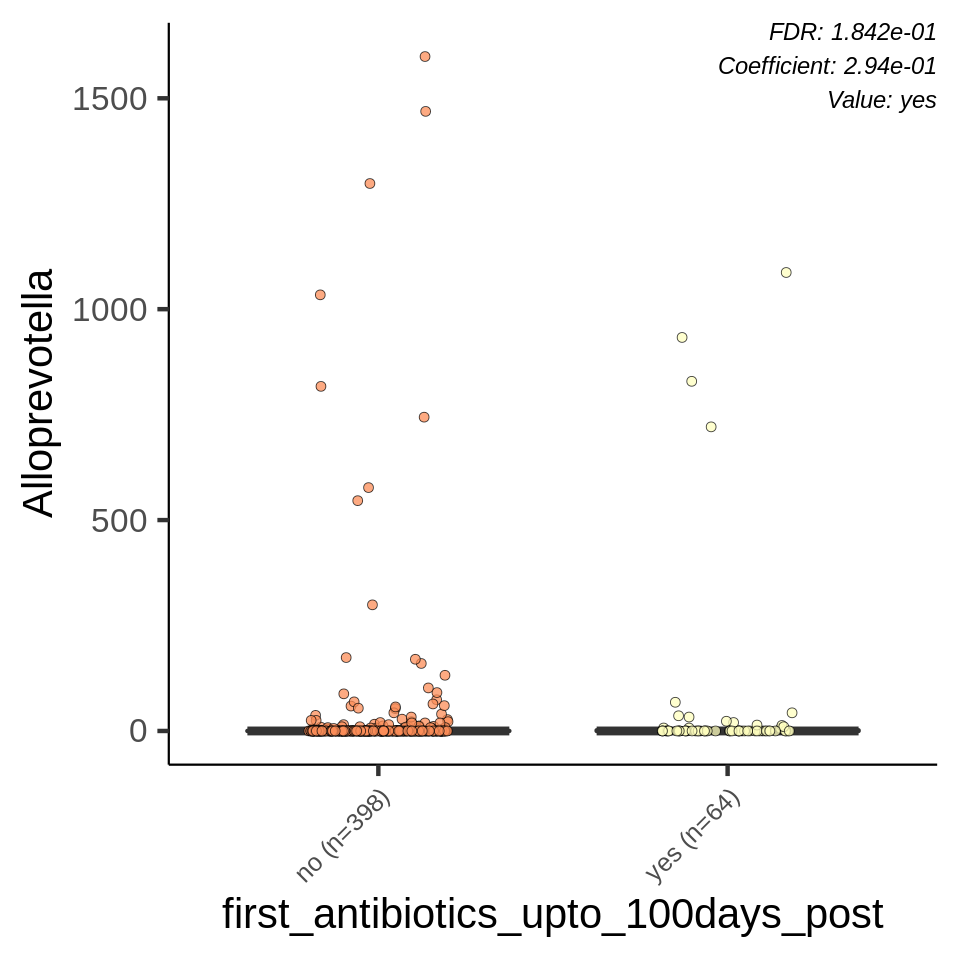 FDR: 1.842e-01
Coefficient: 2.94e-01
Value: yes
1500
1000
500
0
Alloprevotella
no (n=398)
yes (n=64)
first_antibiotics_upto_100days_post